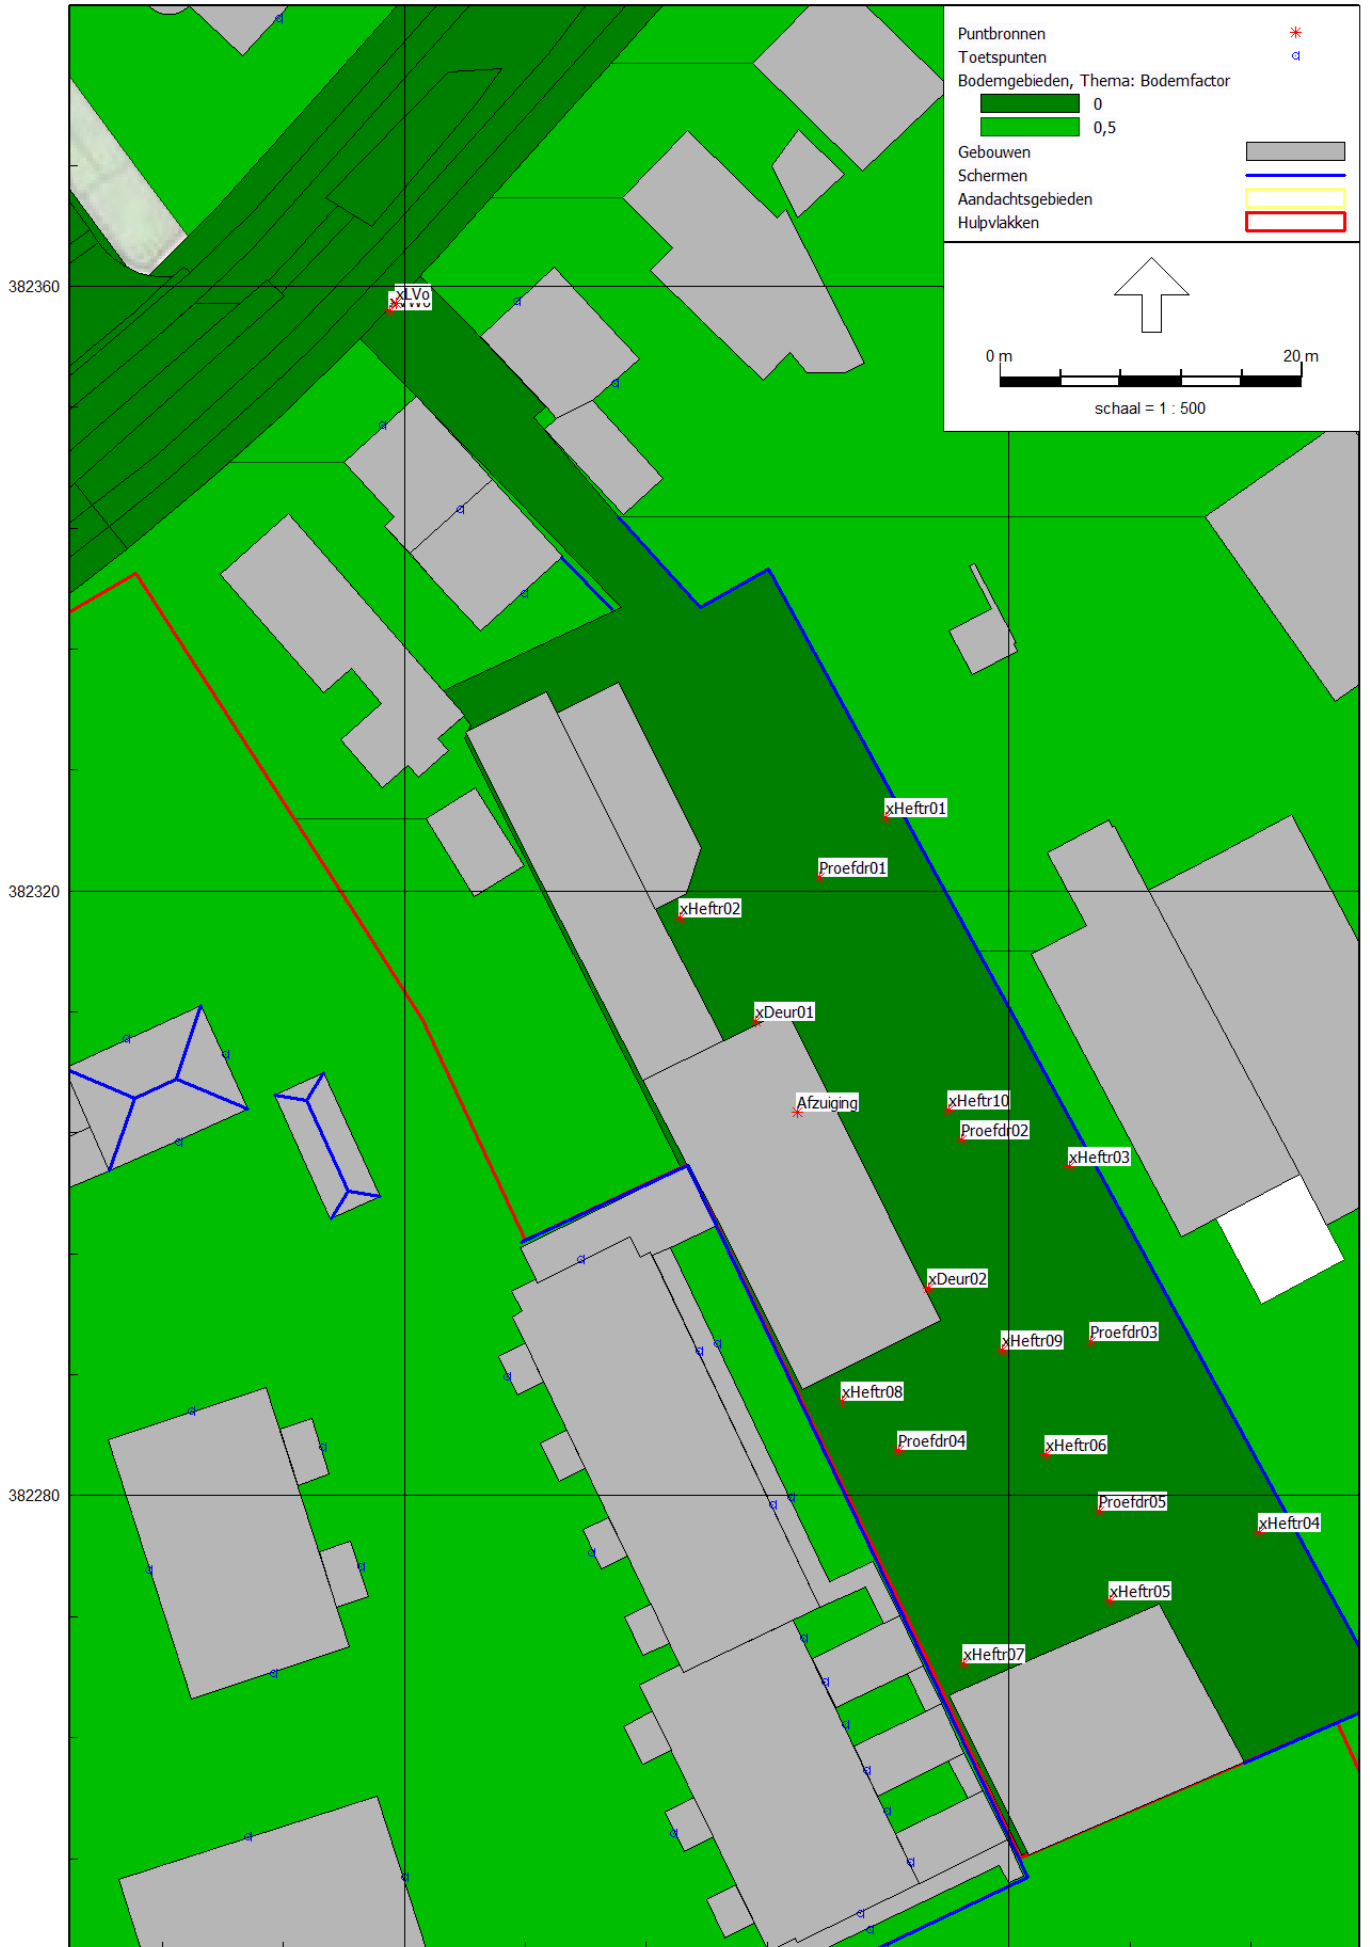 Puntbronnen
Toetspunten
Bodemgebieden, Thema: Bodemfactor
0
0,5
Gebouwen
Schermen
Aandachtsgebieden
Hulpvlakken
0 m 20 m
schaal = 1 : 500
382360
xLVo
xHeftr01
Proefdr01
382320
xHeftr02
xDeur01
Afzuiging
xHeftr10
Proefdr02
xHeftr03
xDeur02
Proefdr03
xHeftr09
xHeftr08
Proefdr04
xHeftr06
382280
Proefdr05
xHeftr04
xHeftr05
xHeftr07